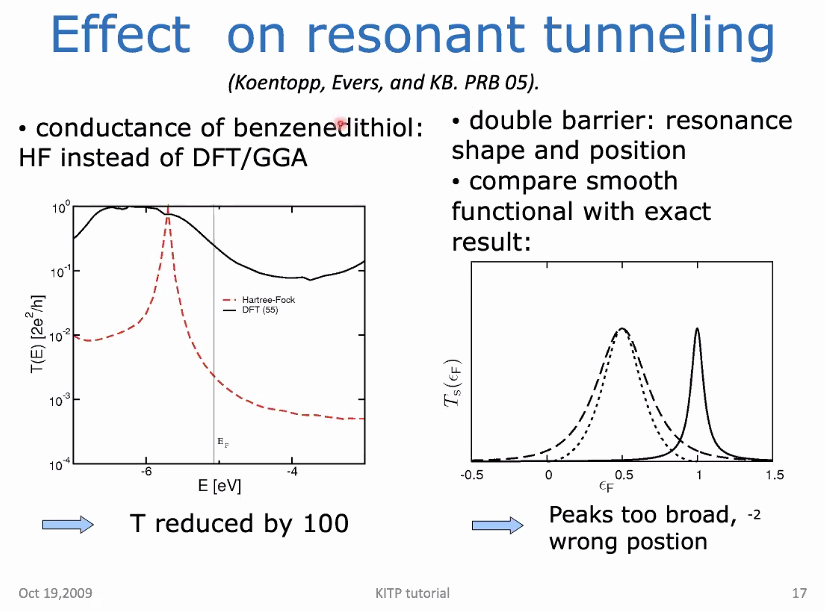 Effect on resonant tunneling
(Koentopp, Evers, and KB. PRB 05).
• conductance of benzenedithiol:
HF instead of DFT/GGA
• double barrier: resonance
shape and position
• compare smooth
functional with exact
result:
10^0
10^-1
10^-2
10^-3
10^-4
T(E) [2e^2/h]
Hartree-Fock
DFT (55)
E_F
-6
-4
E [eV]
T_s(ϵ_F)
-0.5
0
0.5
1
1.5
ϵ_F
T reduced by 100
Peaks too broad, -2
wrong postion
Oct 19,2009
KITP tutorial
17